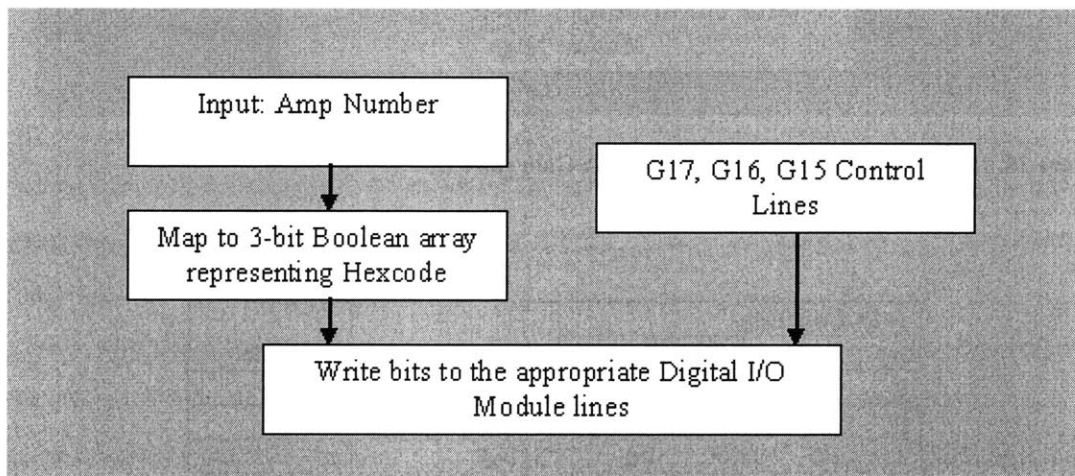 Input: Amp Number
G17, G16, G15 Control
Lines
Map to 3-bit Boolean array
representing Hexcode
Write bits to the appropriate Digital I/O
Module lines